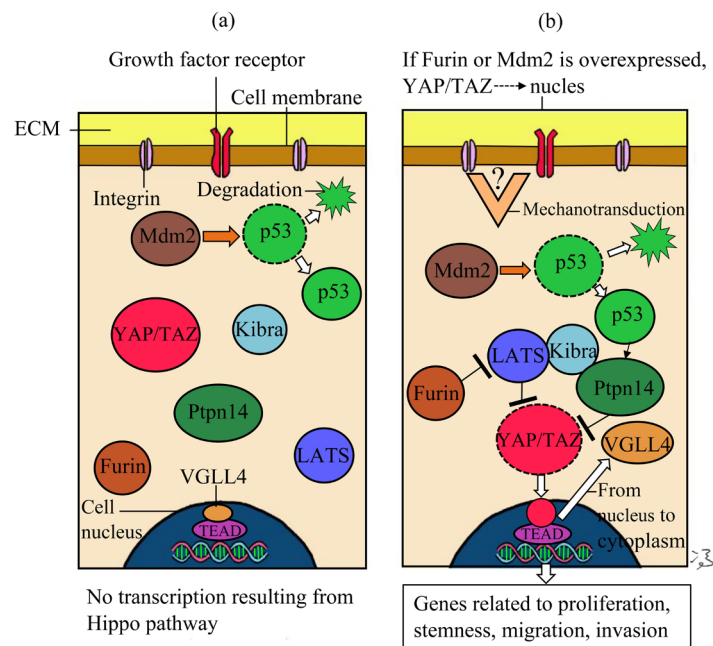 (a)
Growth factor receptor
Cell membrane
ECM
Integrin
Degradation
Mdm2
p53
p53
YAP/TAZ
Kibra
Ptpn14
Furin
LATS
VGLL4
Cell
nucleus
TEAD
No transcription resulting from
Hippo pathway
(b)
If Furin or Mdm2 is overexpressed,
YAP/TAZ ----➤ nucles
?
Mechanotransduction
Mdm2
p53
p53
LATS
Kibra
Furin
Ptpn14
YAP/TAZ
VGLL4
From
nucleus to
cytoplasm
TEAD
Genes related to proliferation,
stemness, migration, invasion